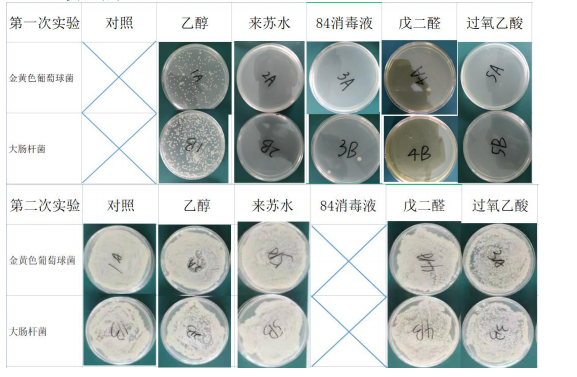 第一次实验 对照 乙醇 来苏水 84消毒液 戊二醛 过氧乙酸
金黄色葡萄球菌 1A 2A 3A 4A 5A
大肠杆菌 1B 2B 3B 4B 5B
第二次实验 对照 乙醇 来苏水 84消毒液 戊二醛 过氧乙酸
金黄色葡萄球菌
大肠杆菌